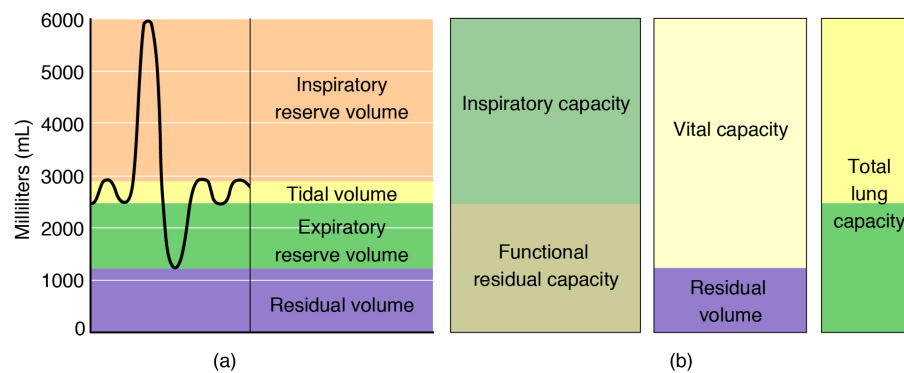 6000
5000
4000
3000
2000
1000
0
Milliliters (mL)
Inspiratory
reserve volume
Tidal volume
Expiratory
reserve volume
Residual volume
(a)
Inspiratory capacity
Functional
residual capacity
Vital capacity
Residual
volume
Total
lung
capacity
(b)